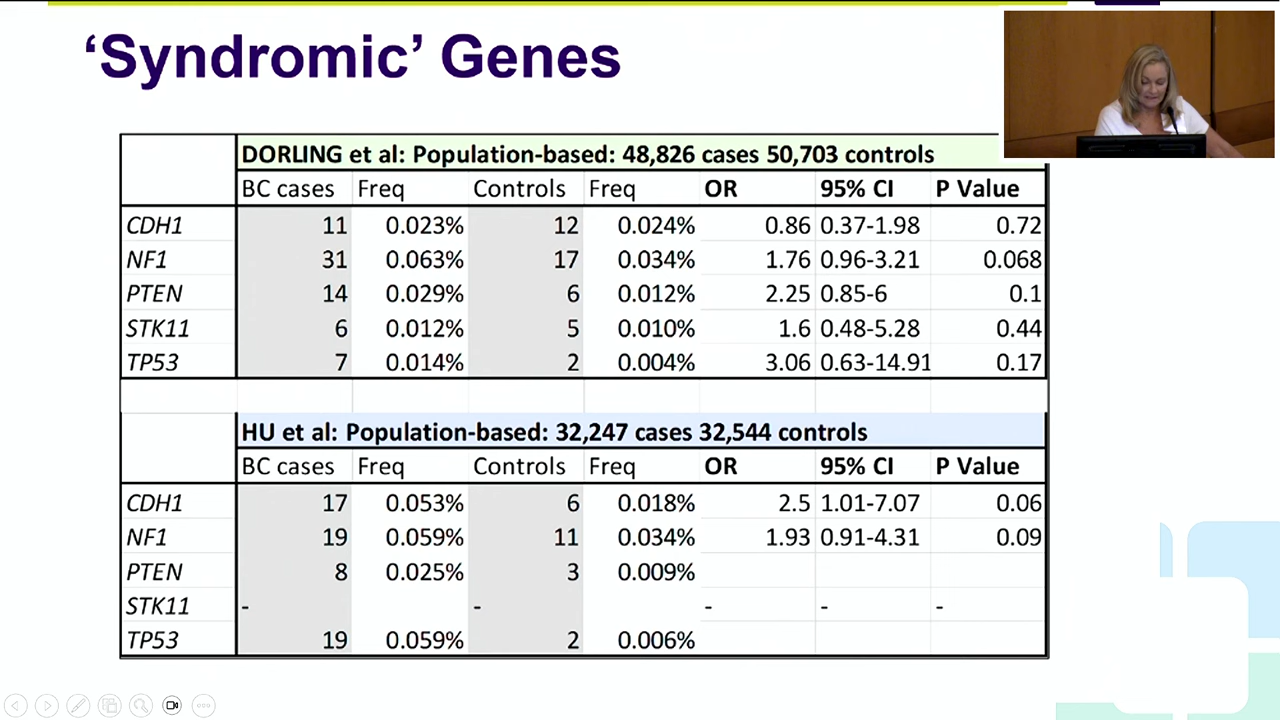 ‘Syndromic’ Genes
DORLING et al: Population-based: 48,826 cases 50,703 controls
BC cases Freq Controls Freq OR 95% CI P Value
CDH1 11 0.023% 12 0.024% 0.86 0.37-1.98 0.72
NF1 31 0.063% 17 0.034% 1.76 0.96-3.21 0.068
PTEN 14 0.029% 6 0.012% 2.25 0.85-6 0.1
STK11 6 0.012% 5 0.010% 1.6 0.48-5.28 0.44
TP53 7 0.014% 2 0.004% 3.06 0.63-14.91 0.17
HU et al: Population-based: 32,247 cases 32,544 controls
BC cases Freq Controls Freq OR 95% CI P Value
CDH1 17 0.053% 6 0.018% 2.5 1.01-7.07 0.06
NF1 19 0.059% 11 0.034% 1.93 0.91-4.31 0.09
PTEN 8 0.025% 3 0.009%
STK11 - - - - -
TP53 19 0.059% 2 0.006%